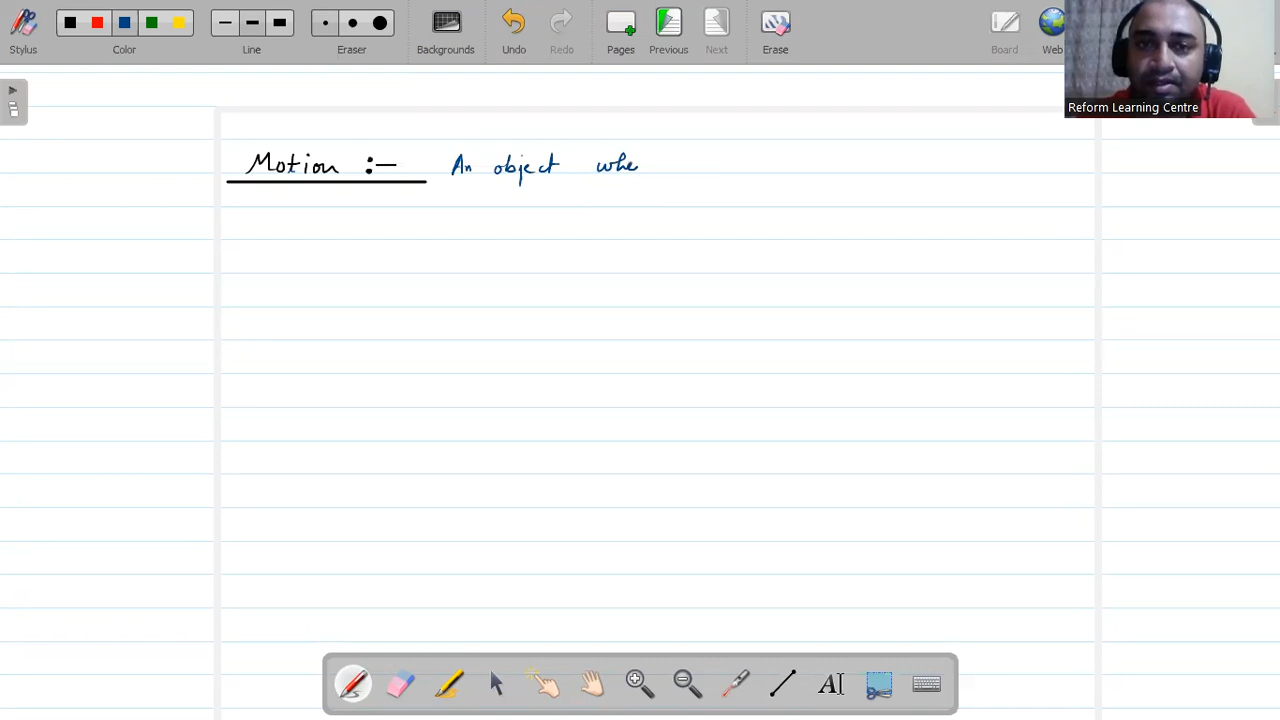 Stylus
Color
Line
Eraser
Backgrounds
Undo
Redo
Pages
Previous
Next
Erase
Board
Web
Reform Learning Centre
Motion :- An object whe
AI